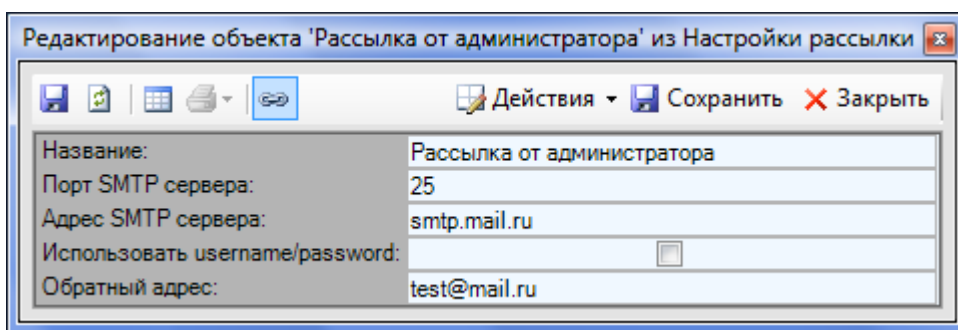 Редактирование объекта 'Рассылка от администратора' из Настройки рассылки
Действия Сохранить Закрыть
Название: Рассылка от администратора
Порт SMTP сервера: 25
Адрес SMTP сервера: smtp.mail.ru
Использовать username/password:
Обратный адрес: test@mail.ru